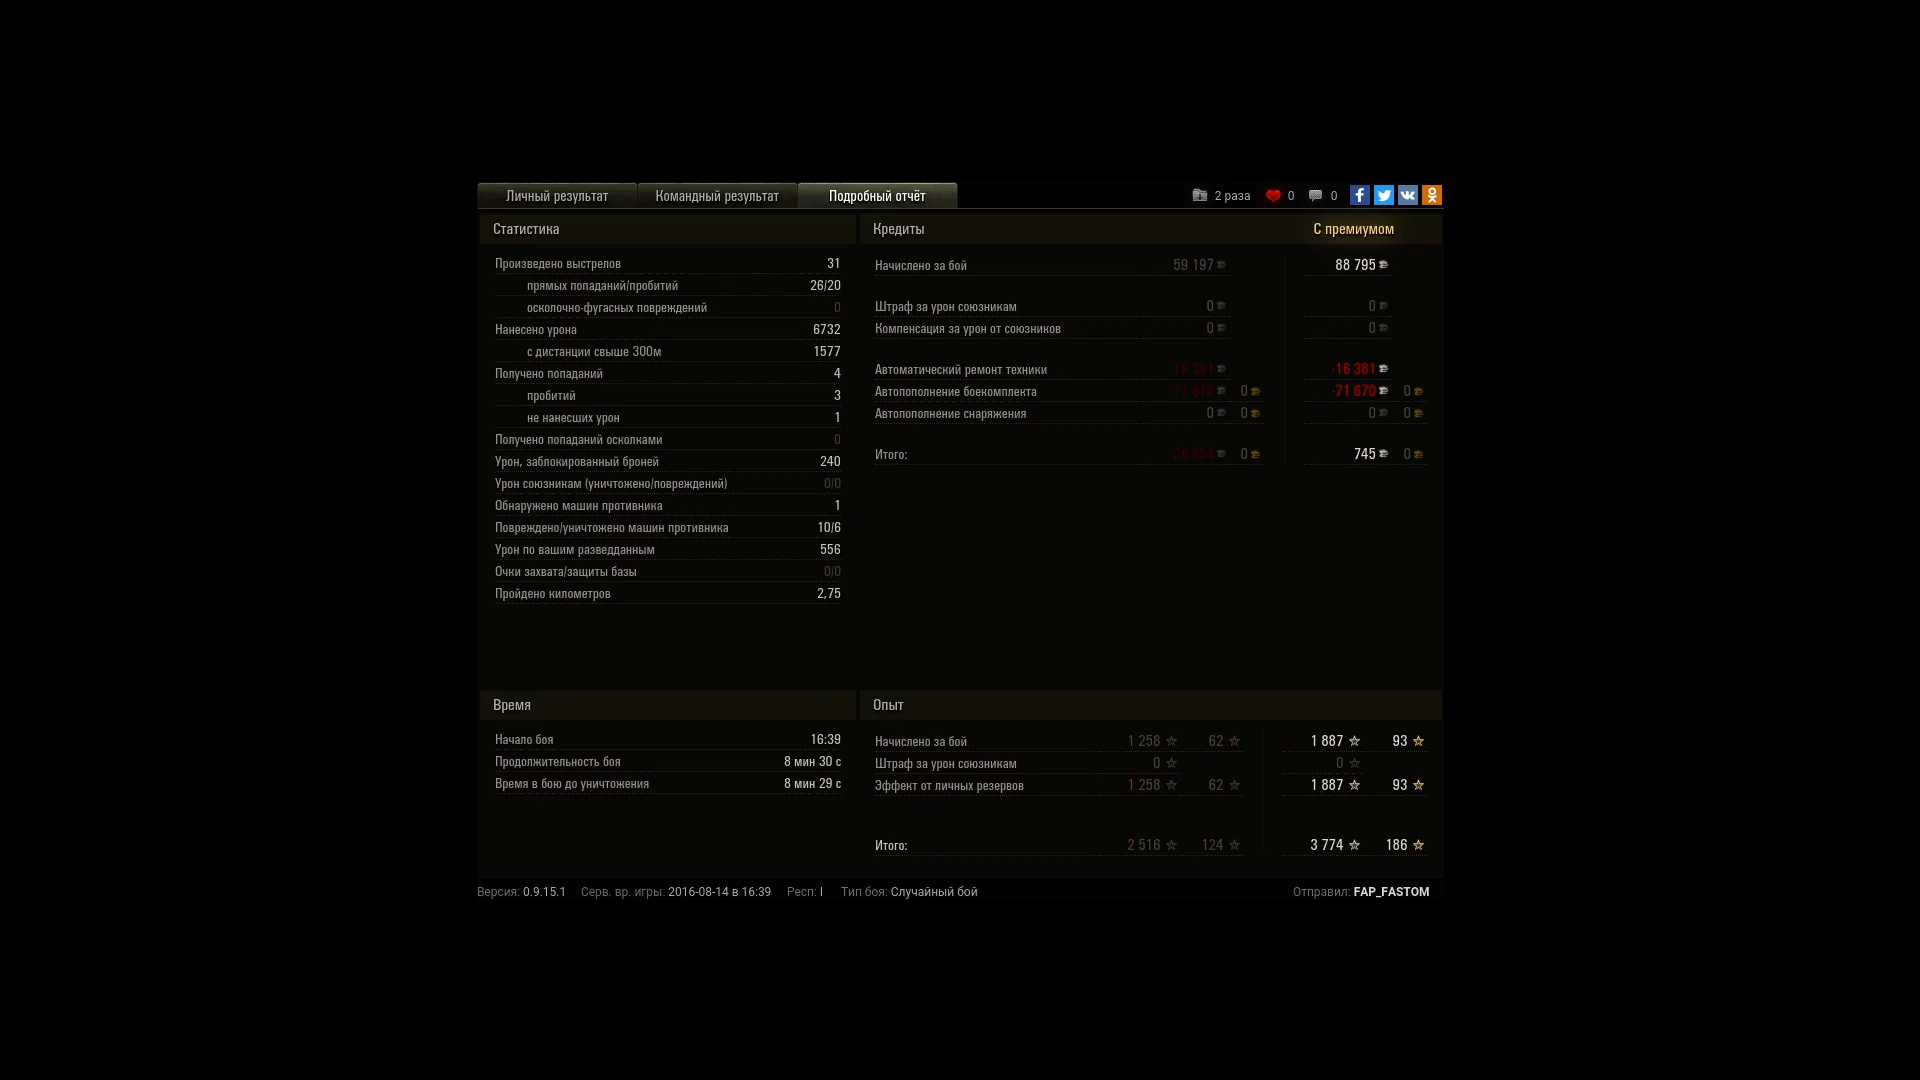 Личный результат Командный результат Подробный отчёт 2 раза 0 0
Статистика
Произведено выстрелов 31
прямых попаданий/пробитий 26/20
осколочно-фугасных повреждений 0
Нанесено урона 6732
с дистанции свыше 300м 1577
Получено попаданий 4
пробитий 3
не нанесших урон 1
Получено попаданий осколками 0
Урон, заблокированный броней 240
Урон союзникам (уничтожено/повреждений) 0/0
Обнаружено машин противника 1
Повреждено/уничтожено машин противника 10/6
Урон по вашим разведданным 556
Очки захвата/защиты базы 0/0
Пройдено километров 2,75
Кредиты С премиумом
Начислено за бой 59 197 88 795
Штраф за урон союзникам 0 0
Компенсация за урон от союзников 0 0
Автоматический ремонт техники -16 381 -16 381
Автопополнение боекомплекта -71 670 0 -71 670 0
Автопополнение снаряжения 0 0 0 0
Итого: 0 745 0
Время
Начало боя 16:39
Продолжительность боя 8 мин 30 с
Время в бою до уничтожения 8 мин 29 с
Опыт
Начислено за бой 1 258 62 1 887 93
Штраф за урон союзникам 0 0
Эффект от личных резервов 1 258 62 1 887 93
Итого: 2 516 124 3 774 186
Версия: 0.9.15.1 Серв. вр. игры: 2016-08-14 в 16:39 Респ: I Тип боя: Случайный бой Отправил: FAP_FASTOM